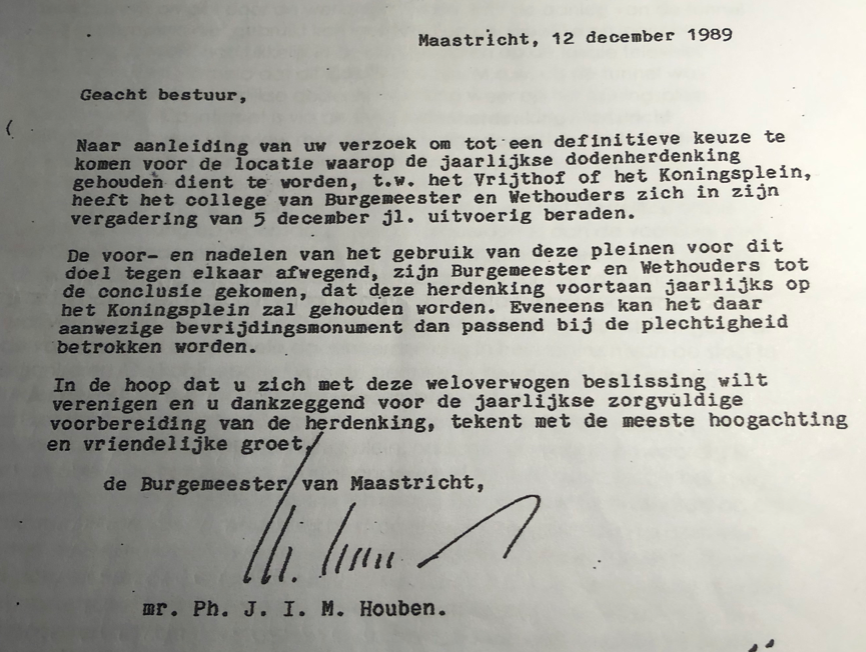 Maastricht, 12 december 1989
Geacht bestuur,
Naar aanleiding van uw verzoek om tot een definitieve keuze te
komen voor de locatie waarop de jaarlijkse dodenherdenking
gehouden dient te worden, t.w. het Vrijthof of het Koningsplein,
heeft het college van Burgemeester en Wethouders zich in zijn
vergadering van 5 december jl. uitvoerig beraden.
De voor- en nadelen van het gebruik van deze pleinen voor dit
doel tegen elkaar afwegend, zijn Burgemeester en Wethouders tot
de conclusie gekomen, dat deze herdenking voortaan jaarlijks op
het Koningsplein zal gehouden worden. Eveneens kan het daar
aanwezige bevrijdingsmonument dan passend bij de plechtigheid
betrokken worden.
In de hoop dat u zich met deze weloverwogen beslissing wilt
verenigen en u dankzeggend voor de jaarlijkse zorgvuldige
voorbereiding van de herdenking, tekent met de meeste hoogachting
en vriendelijke groet,
de Burgemeester van Maastricht,
mr. Ph. J. I. M. Houben.